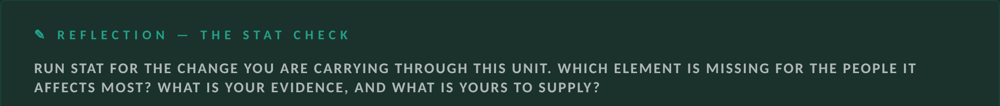 ✎ REFLECTION — THE STAT CHECK
RUN STAT FOR THE CHANGE YOU ARE CARRYING THROUGH THIS UNIT. WHICH ELEMENT IS MISSING FOR THE PEOPLE IT
AFFECTS MOST? WHAT IS YOUR EVIDENCE, AND WHAT IS YOURS TO SUPPLY?